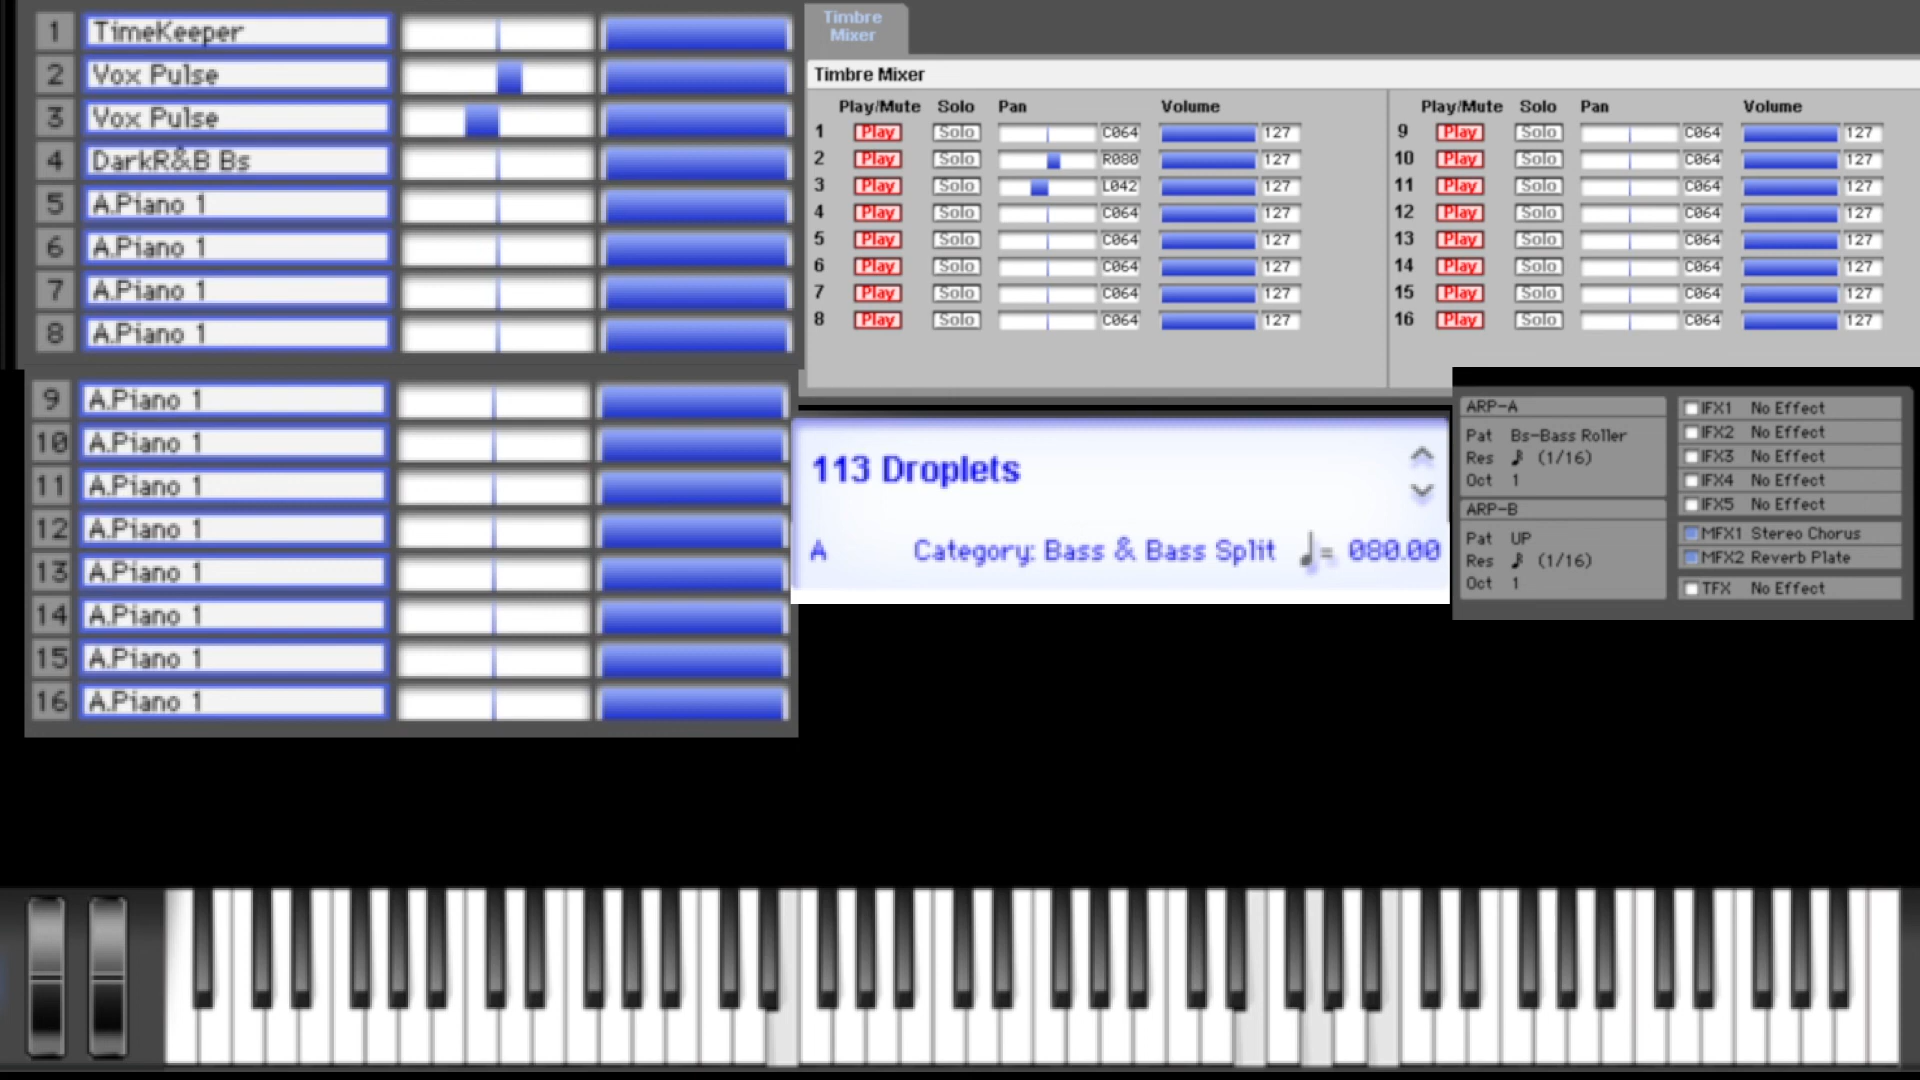 1 TimeKeeper
2 Vox Pulse
3 Vox Pulse
4 DarkR&B Bs
5 A.Piano 1
6 A.Piano 1
7 A.Piano 1
8 A.Piano 1
9 A.Piano 1
10 A.Piano 1
11 A.Piano 1
12 A.Piano 1
13 A.Piano 1
14 A.Piano 1
15 A.Piano 1
16 A.Piano 1
Timbre
Mixer
Timbre Mixer
Play/Mute Solo Pan Volume
1 Play Solo C064 127
2 Play Solo R080 127
3 Play Solo L042 127
4 Play Solo C064 127
5 Play Solo C064 127
6 Play Solo C064 127
7 Play Solo C064 127
8 Play Solo C064 127
Play/Mute Solo Pan Volume
9 Play Solo C064 127
10 Play Solo C064 127
11 Play Solo C064 127
12 Play Solo C064 127
13 Play Solo C064 127
14 Play Solo C064 127
15 Play Solo C064 127
16 Play Solo C064 127
113 Droplets
A Category: Bass & Bass Split ♩= 080.00
ARP-A
Pat Bs-Bass Roller
Res ♪ (1/16)
Oct 1
ARP-B
Pat UP
Res ♪ (1/16)
Oct 1
IFX1 No Effect
IFX2 No Effect
IFX3 No Effect
IFX4 No Effect
IFX5 No Effect
MFX1 Stereo Chorus
MFX2 Reverb Plate
TFX No Effect